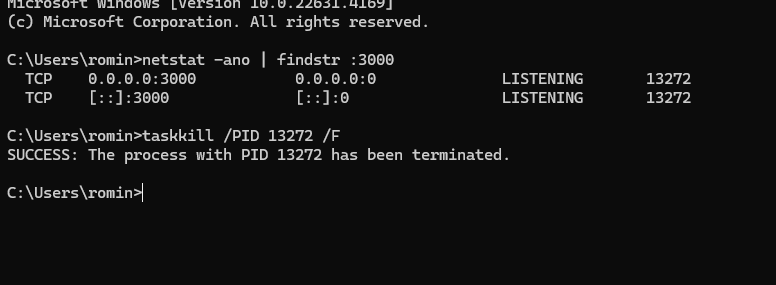 Microsoft Windows [Version 10.0.22631.4169]
(c) Microsoft Corporation. All rights reserved.
C:\Users\romin>netstat -ano | findstr :3000
TCP 0.0.0.0:3000 0.0.0.0:0 LISTENING 13272
TCP [::]:3000 [::]:0 LISTENING 13272
C:\Users\romin>taskkill /PID 13272 /F
SUCCESS: The process with PID 13272 has been terminated.
C:\Users\romin>